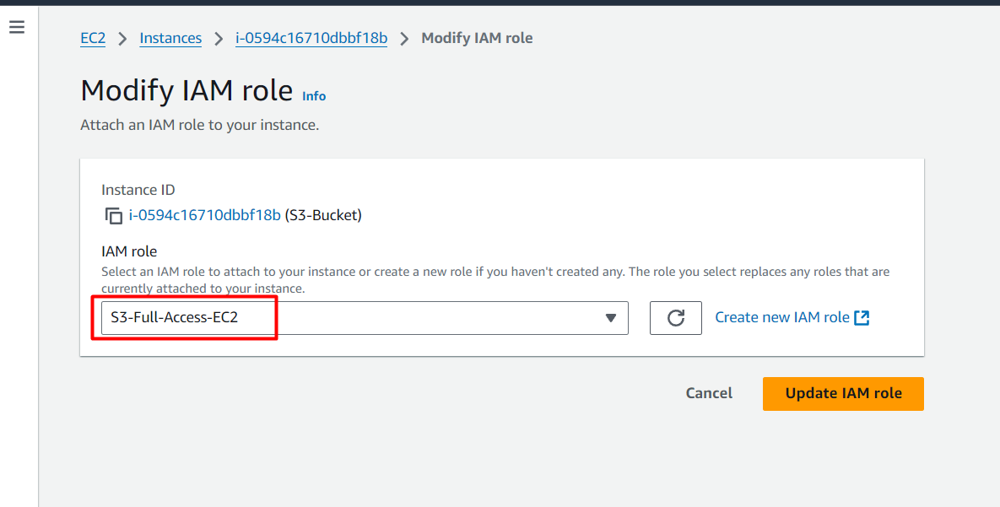 EC2 > Instances > i-0594c16710dbbf18b > Modify IAM role
Modify IAM role Info
Attach an IAM role to your instance.
Instance ID
i-0594c16710dbbf18b (S3-Bucket)
IAM role
Select an IAM role to attach to your instance or create a new role if you haven't created any. The role you select replaces any roles that are
currently attached to your instance.
S3-Full-Access-EC2 Create new IAM role
Cancel Update IAM role